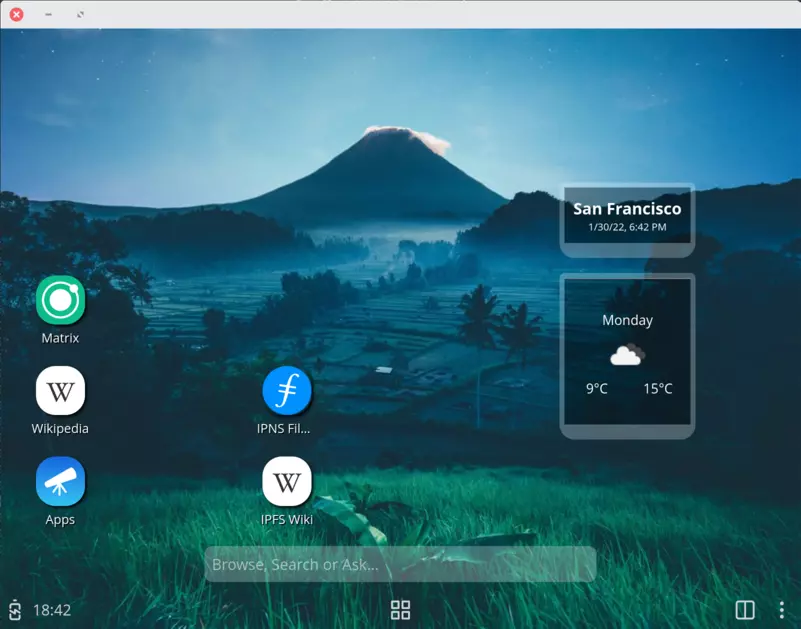 San Francisco
1/30/22, 6:42 PM
Monday
9°C 15°C
Matrix
W
Wikipedia
IPNS Fil...
W
Apps
IPFS Wiki
Browse, Search or Ask...
18:42